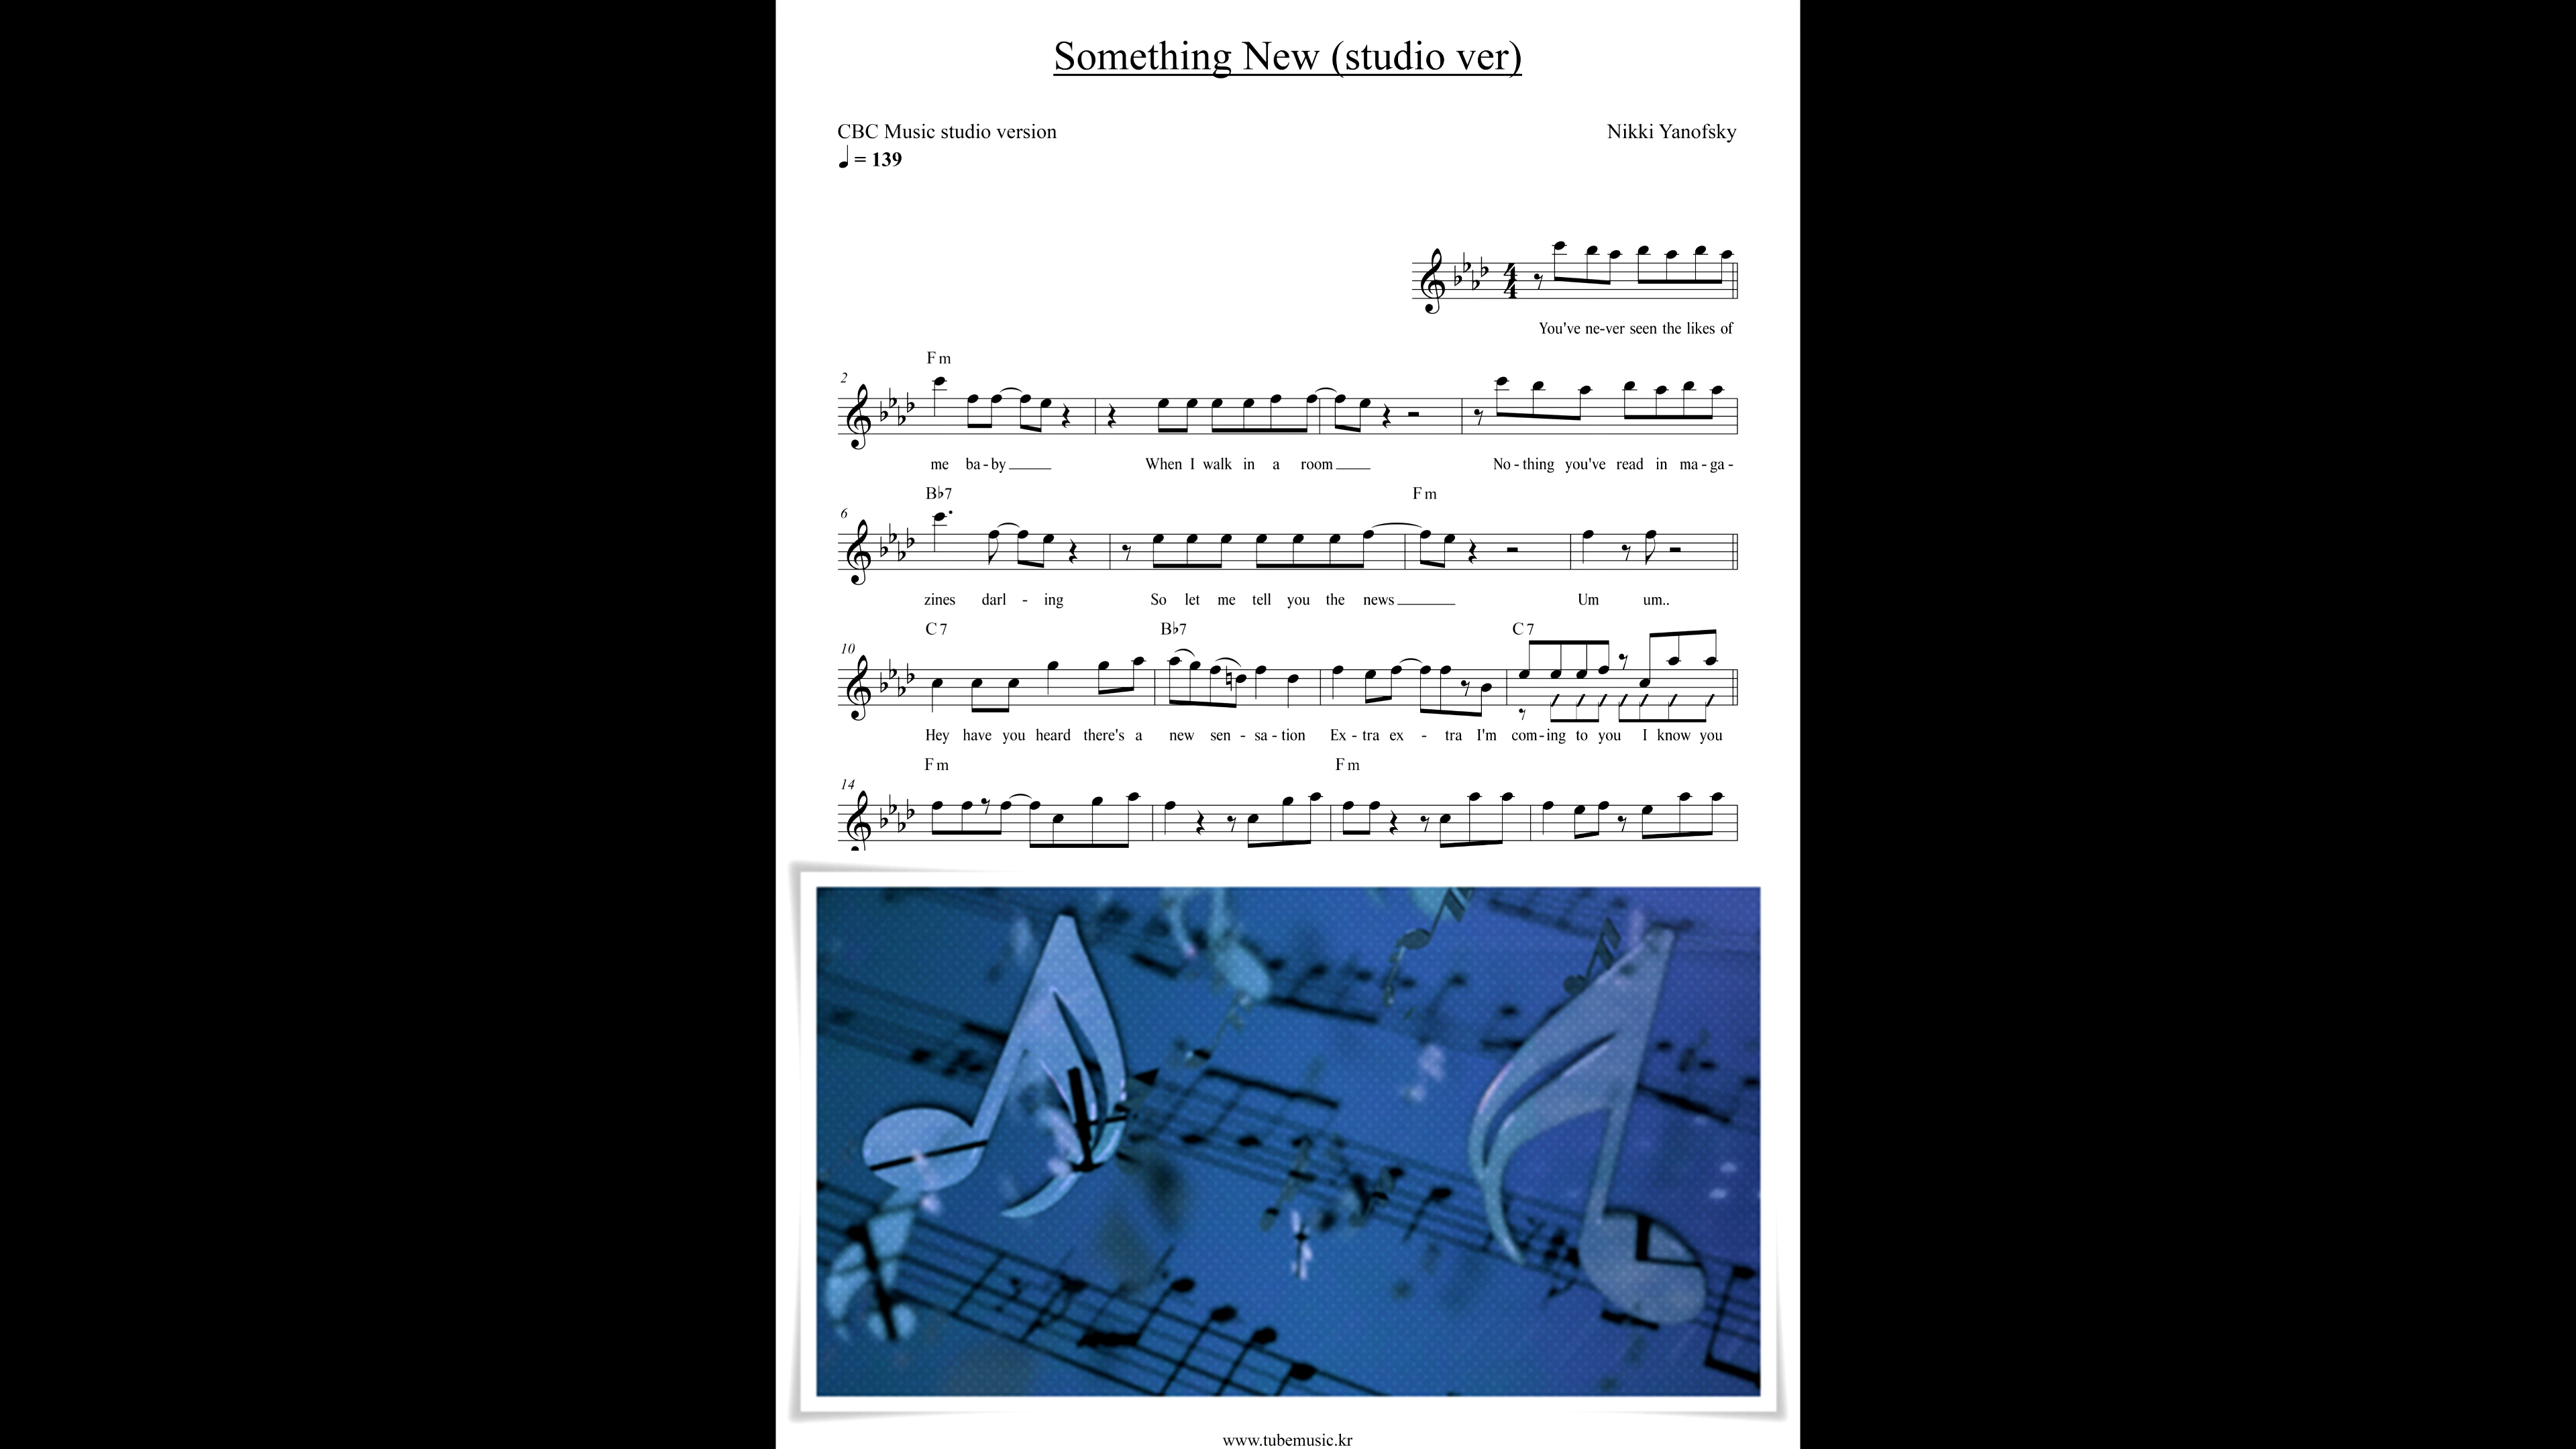 Something New (studio ver)
CBC Music studio version
Nikki Yanofsky
♩ = 139
4/4
You've ne-ver seen the likes of
Fm
2
me ba-by When I walk in a room No-thing you've read in ma-ga-
B♭7 Fm
6
zines darl - ing So let me tell you the news Um um..
C7 B♭7 C7
10
Hey have you heard there's a new sen - sa - tion Ex - tra ex - tra I'm com-ing to you I know you
Fm Fm
14
www.tubemusic.kr